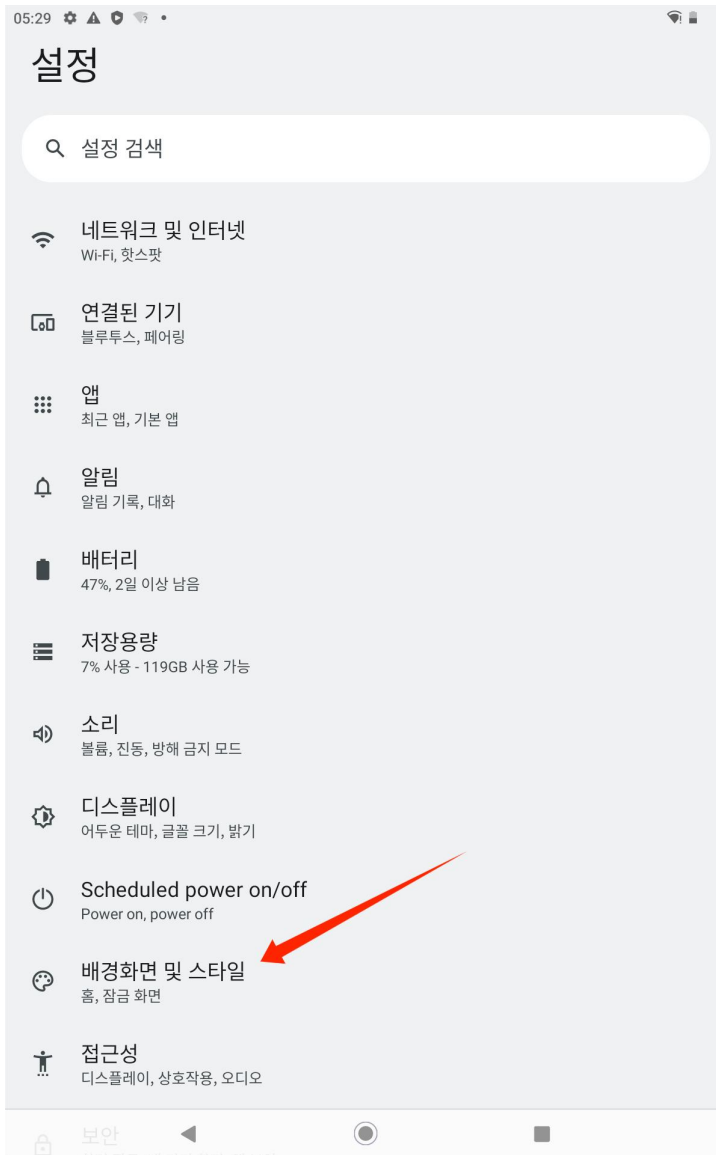 05:29
설정
설정 검색
네트워크 및 인터넷
Wi-Fi, 핫스팟
연결된 기기
블루투스, 페어링
앱
최근 앱, 기본 앱
알림
알림 기록, 대화
배터리
47%, 2일 이상 남음
저장용량
7% 사용 - 119GB 사용 가능
소리
볼륨, 진동, 방해 금지 모드
디스플레이
어두운 테마, 글꼴 크기, 밝기
Scheduled power on/off
Power on, power off
배경화면 및 스타일
홈, 잠금 화면
접근성
디스플레이, 상호작용, 오디오
보안